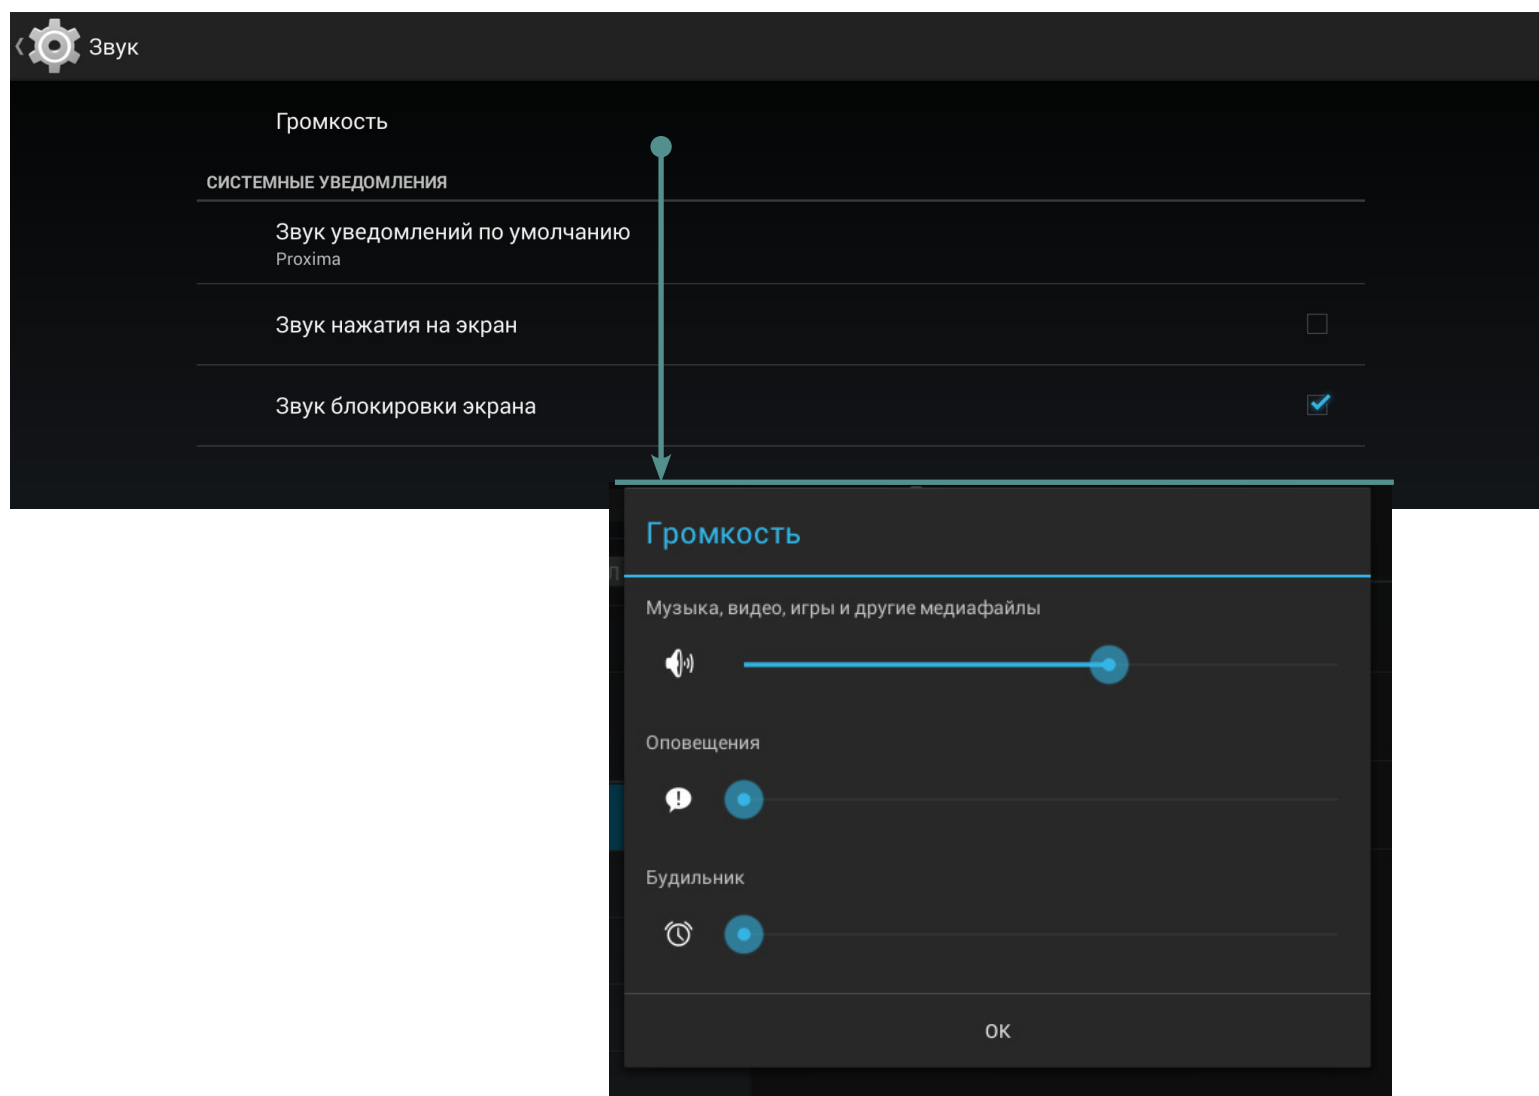 Звук
Громкость
СИСТЕМНЫЕ УВЕДОМЛЕНИЯ
Звук уведомлений по умолчанию
Proxima
Звук нажатия на экран
Звук блокировки экрана
Громкость
Л
Музыка, видео, игры и другие медиафайлы
Оповещения
Будильник
ОК